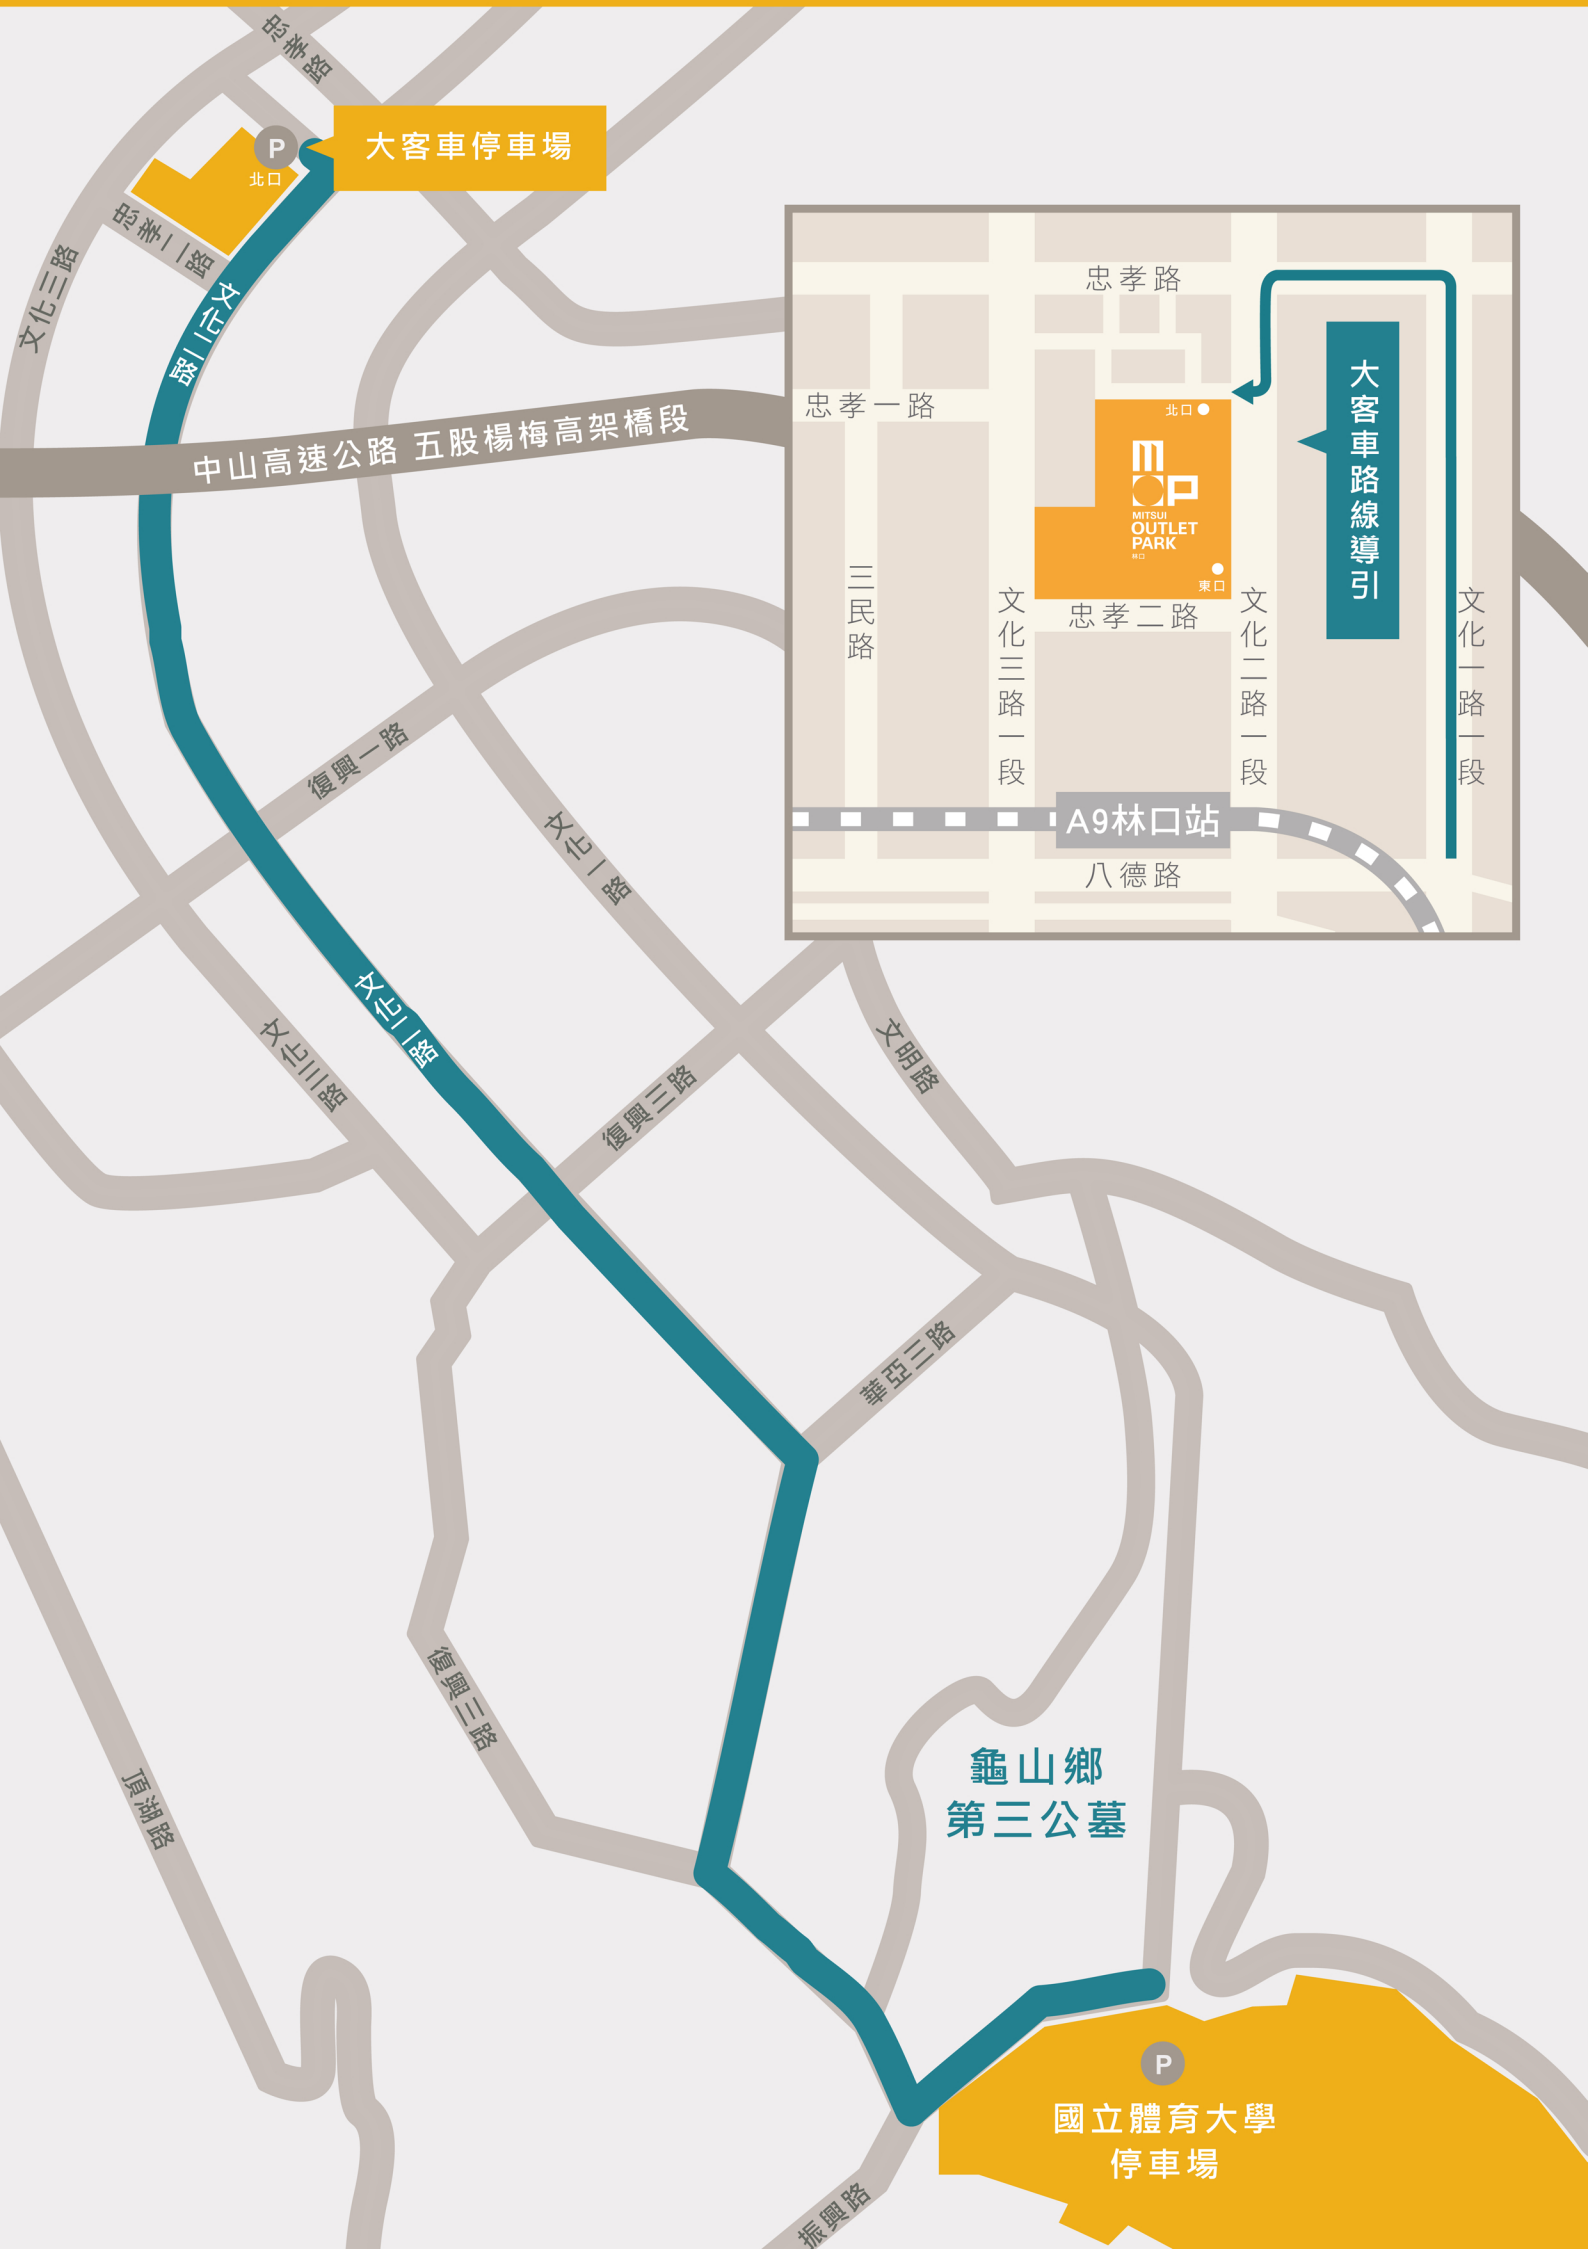 忠孝路
大客車停車場
P
北口
忠孝二路
文化三路
文化二路
中山高速公路 五股楊梅高架橋段
忠孝路
忠孝一路
北口
MOP
MITSUI
OUTLET
PARK
林口
東口
忠孝二路
三民路
文化三路一段
文化二路一段
文化一路一段
大客車路線導引
A9林口站
八德路
復興一路
文化一路
文化二路
文化三路
文明路
復興三路
華亞三路
復興三路
頂湖路
龜山鄉
第三公墓
P
國立體育大學
停車場
振興路